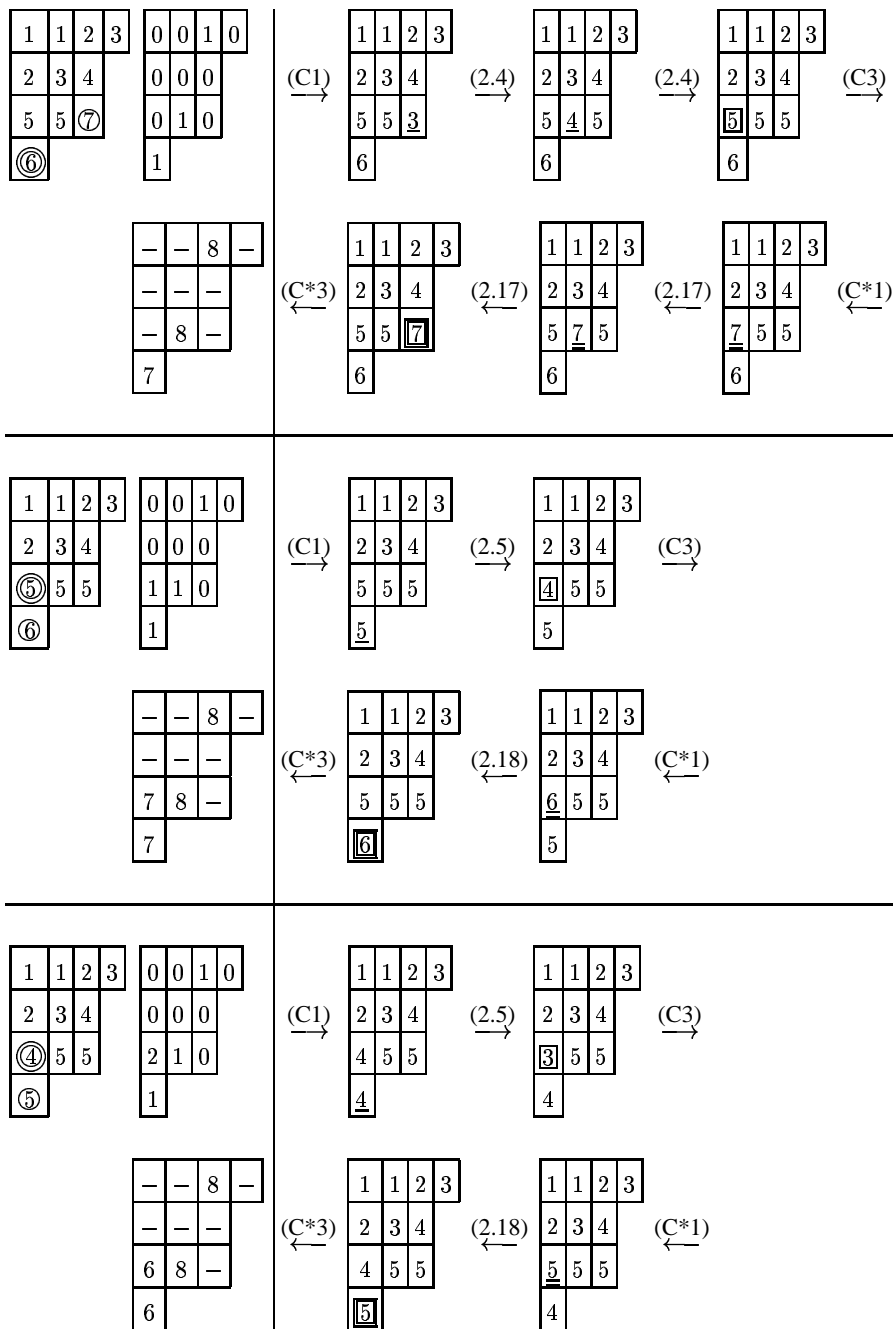 1 1 2 3 0 0 1 0 (C1) 1 1 2 3 (2.4) 1 1 2 3 (2.4) 1 1 2 3 (C3)
2 3 4 0 0 0 → 2 3 4 → 2 3 4 → 2 3 4 →
5 5 ⑦ 0 1 0 5 5 3 5 4 5 5 5 5
⑥ 1 6 6 6
– – 8 – (C*3) 1 1 2 3 (2.17) 1 1 2 3 (2.17) 1 1 2 3 (C*1)
– – – ← 2 3 4 ← 2 3 4 ← 2 3 4 ←
– 8 – 5 5 7 5 7 5 7 5 5
7 6 6 6
1 1 2 3 0 0 1 0 (C1) 1 1 2 3 (2.5) 1 1 2 3 (C3)
2 3 4 0 0 0 → 2 3 4 → 2 3 4 →
⑤ 5 5 1 1 0 5 5 5 4 5 5
⑥ 1 5 5
– – 8 – (C*3) 1 1 2 3 (2.18) 1 1 2 3 (C*1)
– – – ← 2 3 4 ← 2 3 4 ←
7 8 – 5 5 5 6 5 5
7 6 5
1 1 2 3 0 0 1 0 (C1) 1 1 2 3 (2.5) 1 1 2 3 (C3)
2 3 4 0 0 0 → 2 3 4 → 2 3 4 →
④ 5 5 2 1 0 4 5 5 3 5 5
⑤ 1 4 4
– – 8 – (C*3) 1 1 2 3 (2.18) 1 1 2 3 (C*1)
– – – ← 2 3 4 ← 2 3 4 ←
6 8 – 4 5 5 5 5 5
6 5 4